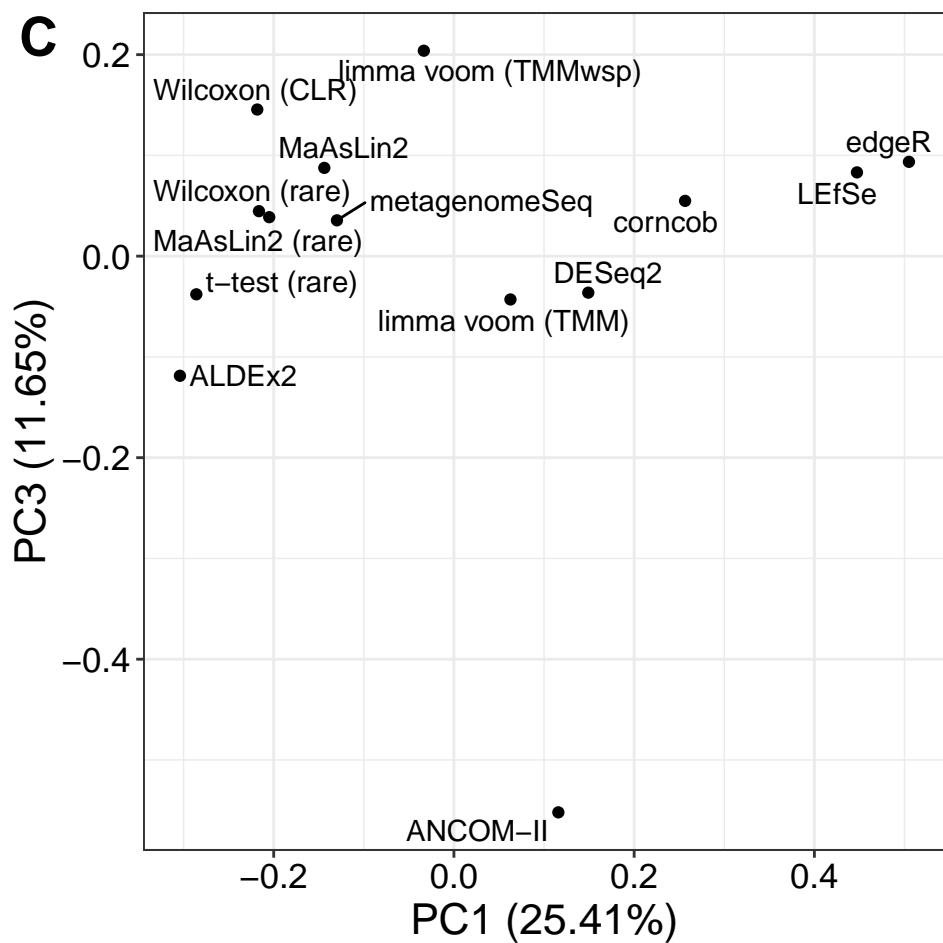 C
0.2
limma voom (TMMwsp)
Wilcoxon (CLR)
edgeR
MaAsLin2
LEfSe
Wilcoxon (rare)
metagenomeSeq
corncob
MaAsLin2 (rare)
0.0
t−test (rare)
DESeq2
limma voom (TMM)
ALDEx2
PC3 (11.65%)
−0.2
−0.4
ANCOM−II
−0.2 0.0 0.2 0.4
PC1 (25.41%)